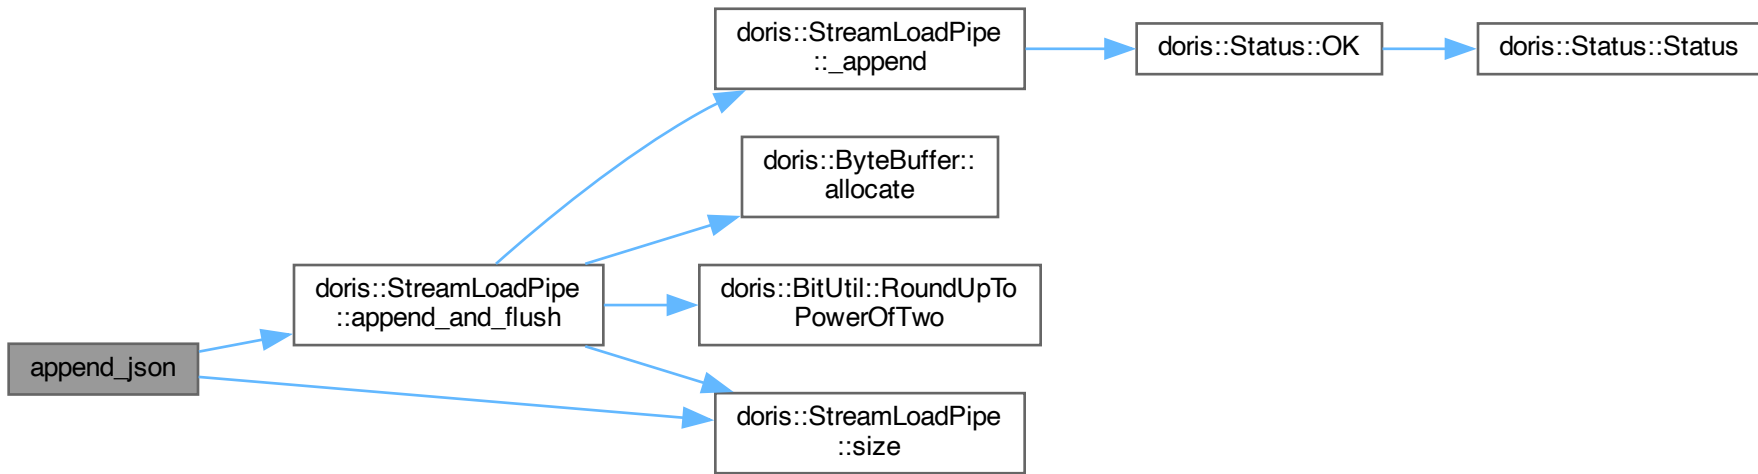 append_json
doris::StreamLoadPipe
::append_and_flush
doris::StreamLoadPipe
::_append
doris::Status::OK
doris::Status::Status
doris::ByteBuffer::
allocate
doris::BitUtil::RoundUpTo
PowerOfTwo
doris::StreamLoadPipe
::size